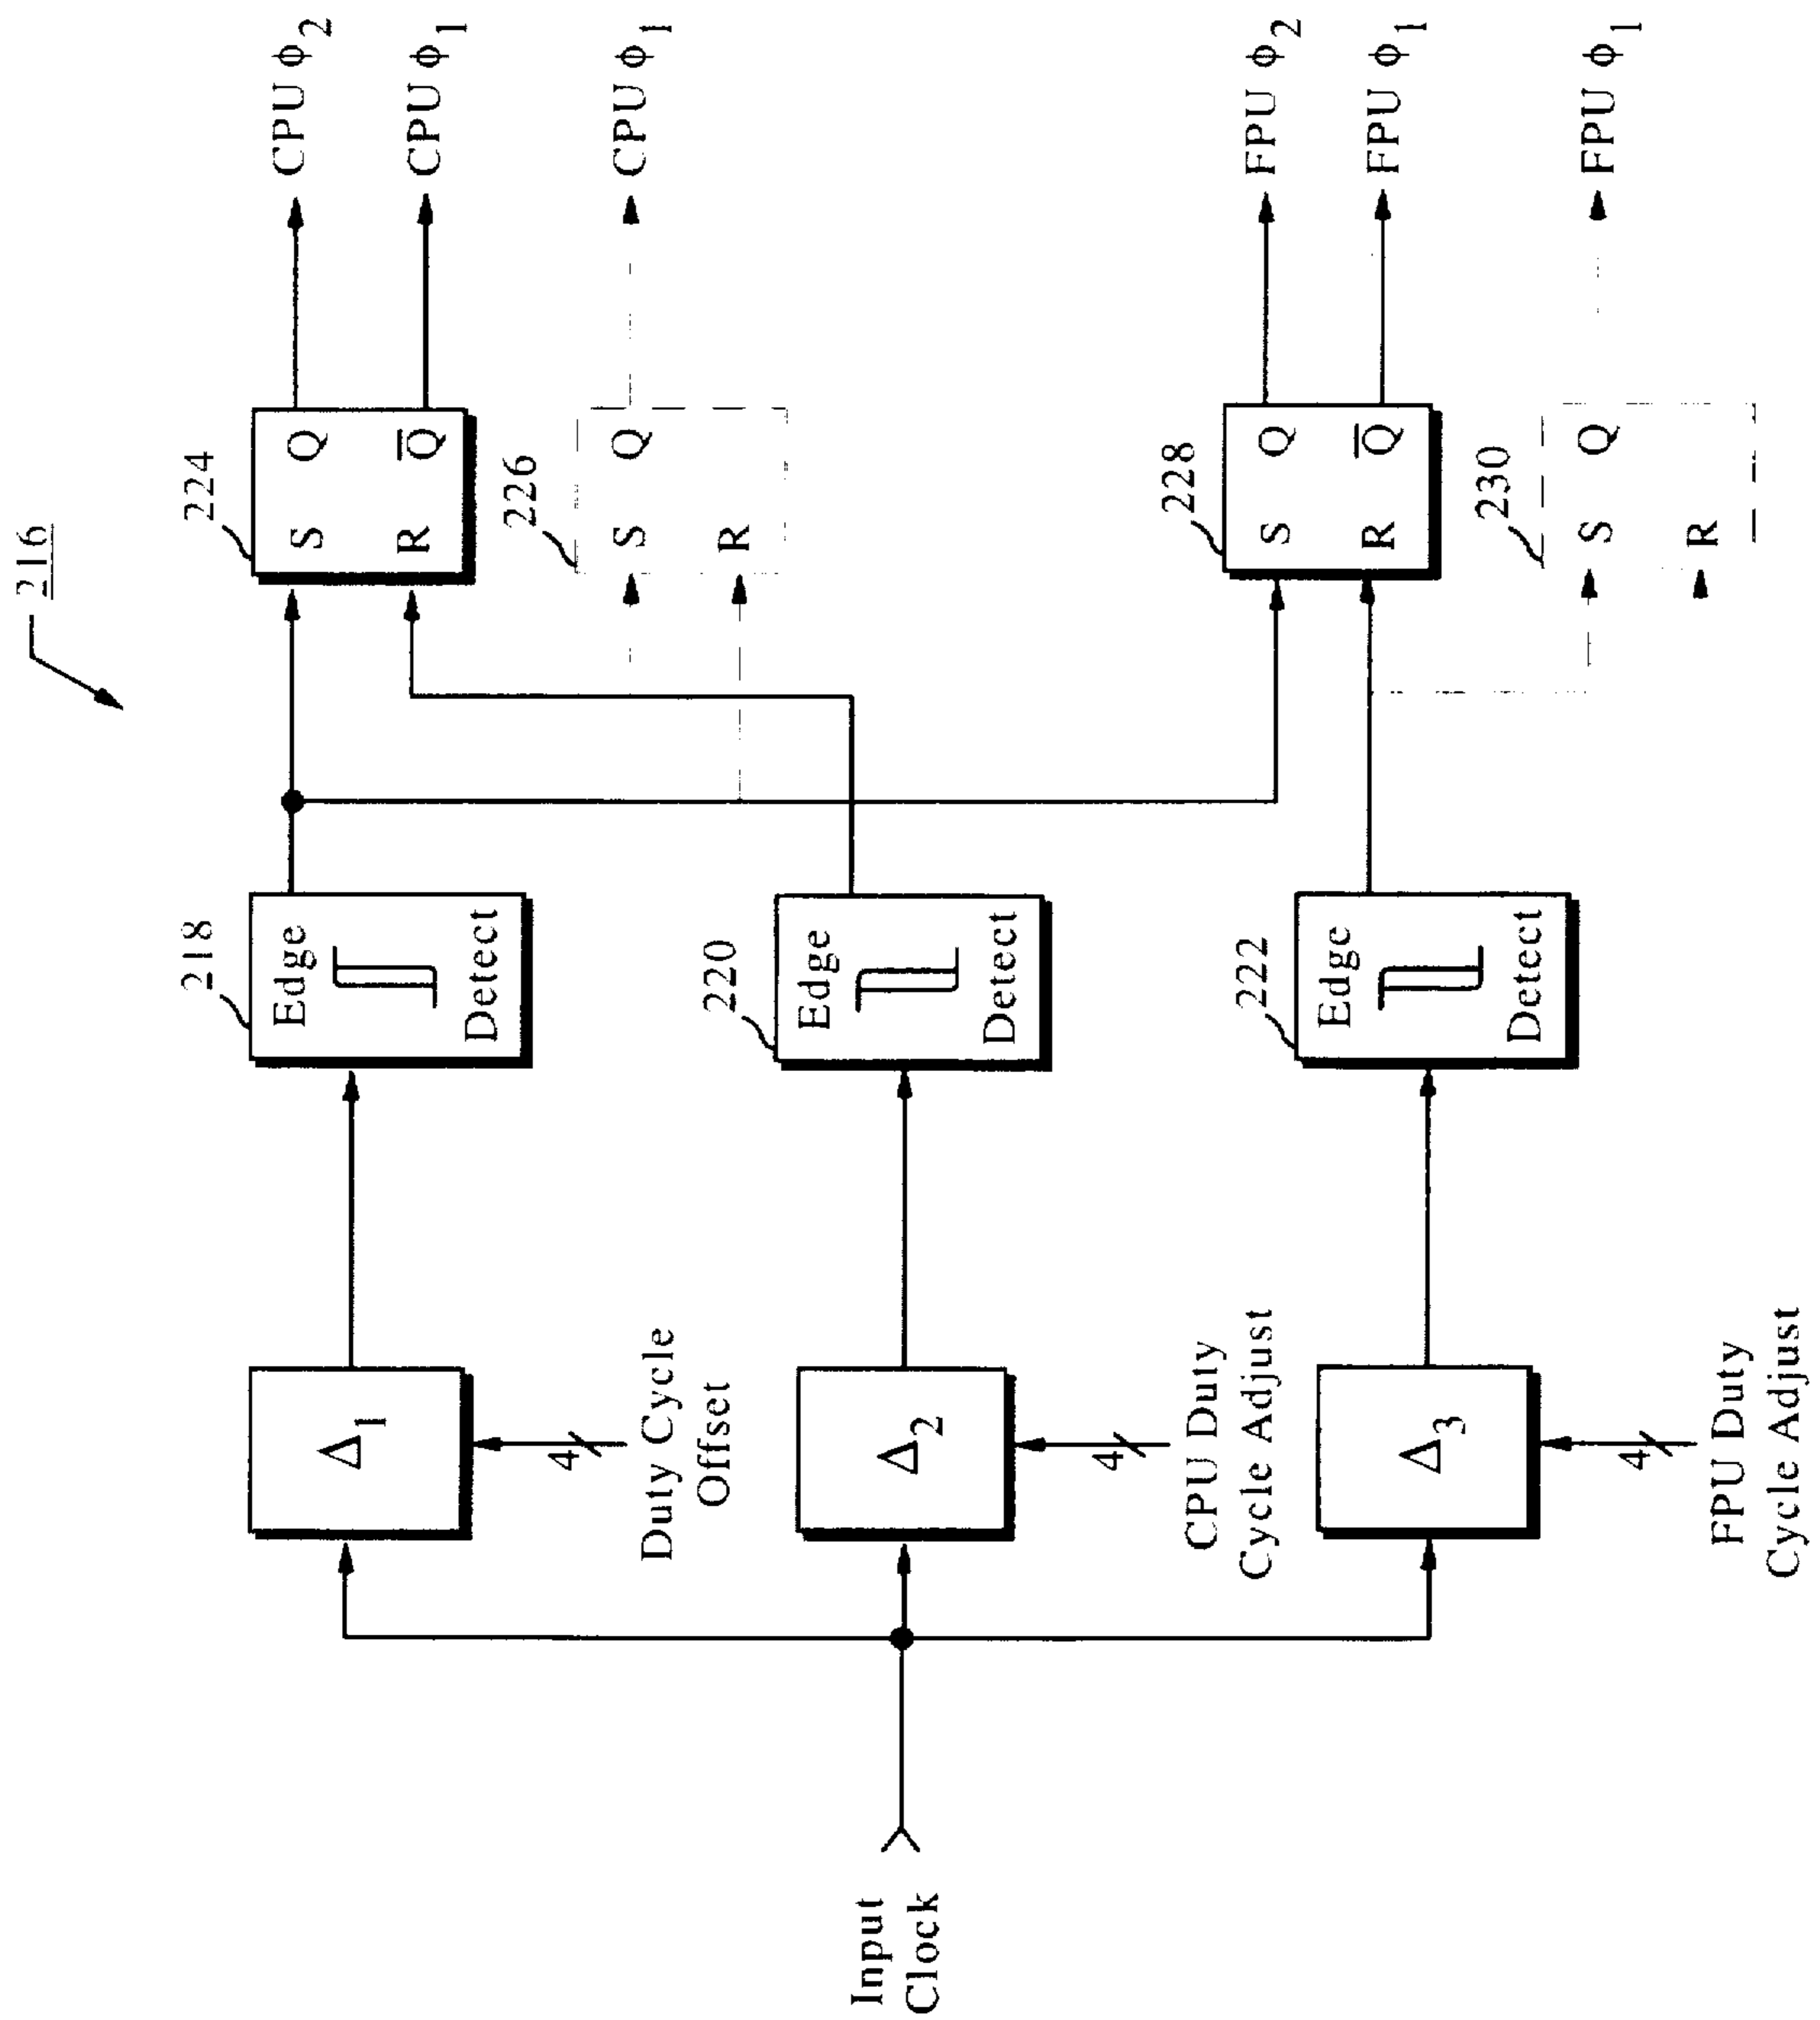 216
Input
Clock
Δ1
4
Duty Cycle
Offset
Δ2
4
CPU Duty
Cycle Adjust
Δ3
4
FPU Duty
Cycle Adjust
218
Edge
Detect
220
Edge
Detect
222
Edge
Detect
224
S Q
R Q̅
CPU ϕ2
CPU ϕ1
226
S Q
R
CPU ϕ1
228
S Q
R Q̅
FPU ϕ2
FPU ϕ1
230
S Q
R
FPU ϕ1